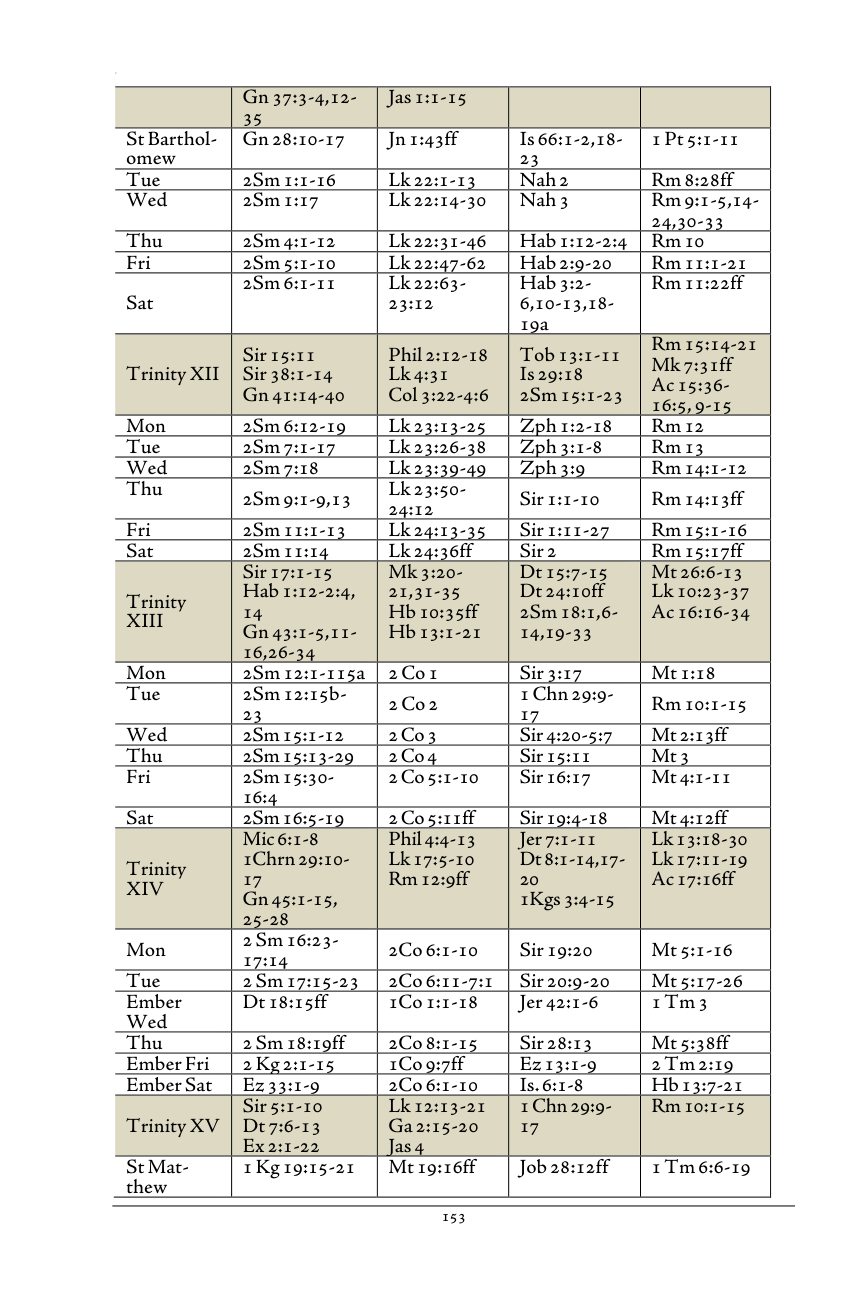 Gn 37:3-4,12-
35
Jas 1:1-15
St Barthol-
omew
Gn 28:10-17
Jn 1:43ff
Is 66:1-2,18-
23
1 Pt 5:1-11
Tue
2Sm 1:1-16
Lk 22:1-13
Nah 2
Rm 8:28ff
Wed
2Sm 1:17
Lk 22:14-30
Nah 3
Rm 9:1-5,14-
24,30-33
Thu
2Sm 4:1-12
Lk 22:31-46
Hab 1:12-2:4
Rm 10
Fri
2Sm 5:1-10
Lk 22:47-62
Hab 2:9-20
Rm 11:1-21
Sat
2Sm 6:1-11
Lk 22:63-
23:12
Hab 3:2-
6,10-13,18-
19a
Rm 11:22ff
Trinity XII
Sir 15:11
Sir 38:1-14
Gn 41:14-40
Phil 2:12-18
Lk 4:31
Col 3:22-4:6
Tob 13:1-11
Is 29:18
2Sm 15:1-23
Rm 15:14-21
Mk 7:31ff
Ac 15:36-
16:5, 9-15
Mon
2Sm 6:12-19
Lk 23:13-25
Zph 1:2-18
Rm 12
Tue
2Sm 7:1-17
Lk 23:26-38
Zph 3:1-8
Rm 13
Wed
2Sm 7:18
Lk 23:39-49
Zph 3:9
Rm 14:1-12
Thu
2Sm 9:1-9,13
Lk 23:50-
24:12
Sir 1:1-10
Rm 14:13ff
Fri
2Sm 11:1-13
Lk 24:13-35
Sir 1:11-27
Rm 15:1-16
Sat
2Sm 11:14
Lk 24:36ff
Sir 2
Rm 15:17ff
Trinity
XIII
Sir 17:1-15
Hab 1:12-2:4,
14
Gn 43:1-5,11-
16,26-34
Mk 3:20-
21,31-35
Hb 10:35ff
Hb 13:1-21
Dt 15:7-15
Dt 24:10ff
2Sm 18:1,6-
14,19-33
Mt 26:6-13
Lk 10:23-37
Ac 16:16-34
Mon
2Sm 12:1-115a
2 Co 1
Sir 3:17
Mt 1:18
Tue
2Sm 12:15b-
23
2 Co 2
1 Chn 29:9-
17
Rm 10:1-15
Wed
2Sm 15:1-12
2 Co 3
Sir 4:20-5:7
Mt 2:13ff
Thu
2Sm 15:13-29
2 Co 4
Sir 15:11
Mt 3
Fri
2Sm 15:30-
16:4
2 Co 5:1-10
Sir 16:17
Mt 4:1-11
Sat
2Sm 16:5-19
2 Co 5:11ff
Sir 19:4-18
Mt 4:12ff
Trinity
XIV
Mic 6:1-8
1Chrn 29:10-
17
Gn 45:1-15,
25-28
Phil 4:4-13
Lk 17:5-10
Rm 12:9ff
Jer 7:1-11
Dt 8:1-14,17-
20
1Kgs 3:4-15
Lk 13:18-30
Lk 17:11-19
Ac 17:16ff
Mon
2 Sm 16:23-
17:14
2Co 6:1-10
Sir 19:20
Mt 5:1-16
Tue
2 Sm 17:15-23
2Co 6:11-7:1
Sir 20:9-20
Mt 5:17-26
Ember
Wed
Dt 18:15ff
1Co 1:1-18
Jer 42:1-6
1 Tm 3
Thu
2 Sm 18:19ff
2Co 8:1-15
Sir 28:13
Mt 5:38ff
Ember Fri
2 Kg 2:1-15
1Co 9:7ff
Ez 13:1-9
2 Tm 2:19
Ember Sat
Ez 33:1-9
2Co 6:1-10
Is. 6:1-8
Hb 13:7-21
Trinity XV
Sir 5:1-10
Dt 7:6-13
Ex 2:1-22
Lk 12:13-21
Ga 2:15-20
Jas 4
1 Chn 29:9-
17
Rm 10:1-15
St Mat-
thew
1 Kg 19:15-21
Mt 19:16ff
Job 28:12ff
1 Tm 6:6-19
153